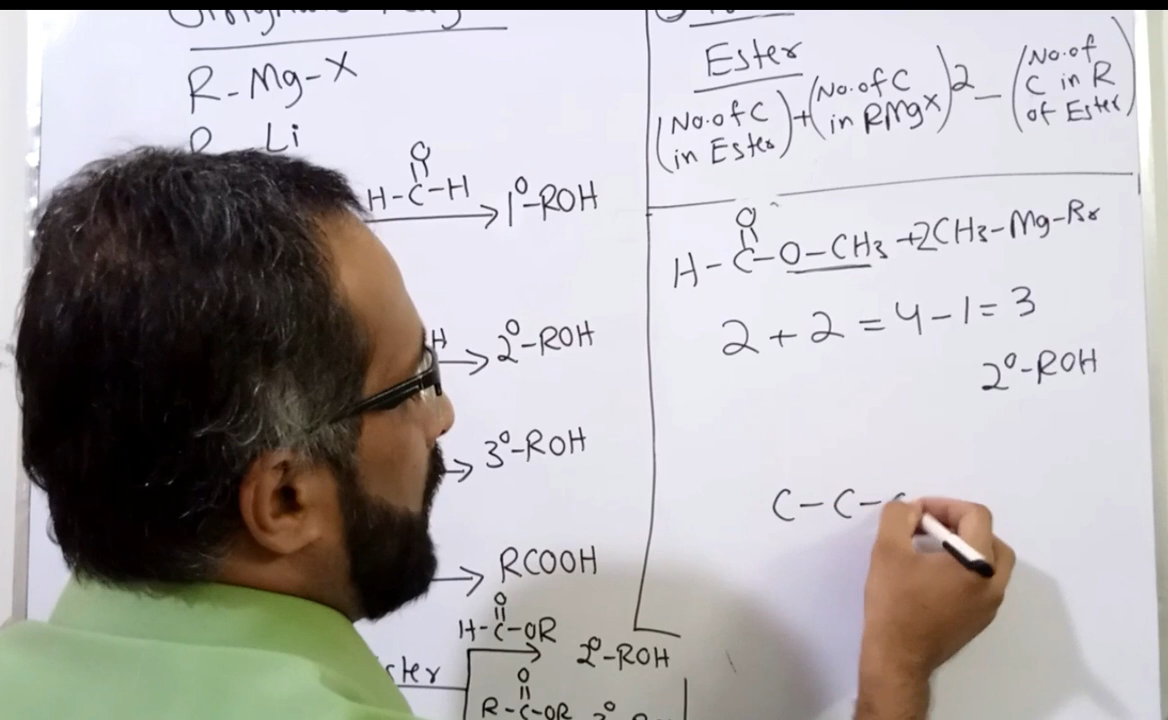 R-Mg-X
Li
H-C-H
O
1°-ROH
H
2°-ROH
3°-ROH
RCOOH
O
H-C-OR
2°-ROH
O
R-C-OR
Ester
(No. of C in Ester) + (No. of C in RMgX) 2 - (No. of C in R of Ester)
O
H-C-O-CH3 + 2CH3-Mg-Br
2 + 2 = 4 - 1 = 3
2°-ROH
C-C-